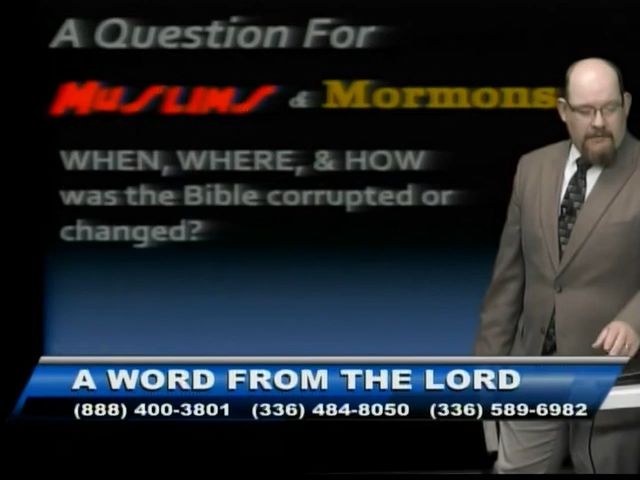 A Question For
MUSLIMS & Mormons
WHEN, WHERE, & HOW
was the Bible corrupted or
changed?
A WORD FROM THE LORD
(888) 400-3801 (336) 484-8050 (336) 589-6982